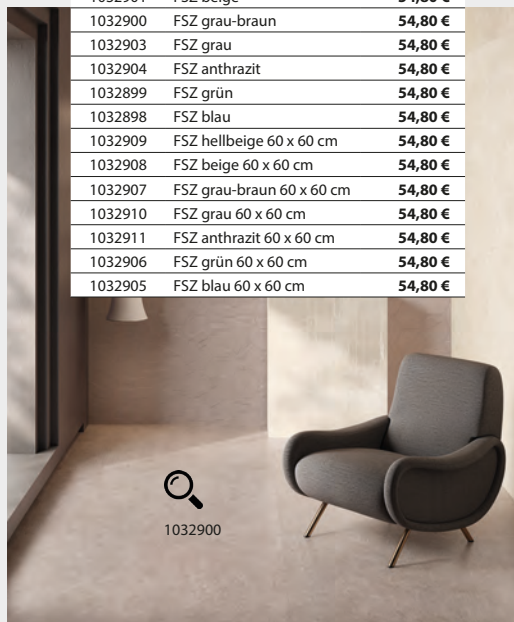 1032900 FSZ grau-braun 54,80 €
1032903 FSZ grau 54,80 €
1032904 FSZ anthrazit 54,80 €
1032899 FSZ grün 54,80 €
1032898 FSZ blau 54,80 €
1032909 FSZ hellbeige 60 x 60 cm 54,80 €
1032908 FSZ beige 60 x 60 cm 54,80 €
1032907 FSZ grau-braun 60 x 60 cm 54,80 €
1032910 FSZ grau 60 x 60 cm 54,80 €
1032911 FSZ anthrazit 60 x 60 cm 54,80 €
1032906 FSZ grün 60 x 60 cm 54,80 €
1032905 FSZ blau 60 x 60 cm 54,80 €
1032900